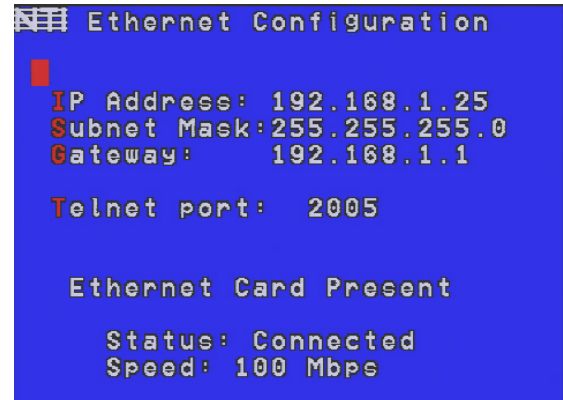 Ethernet Configuration
IP Address: 192.168.1.25
Subnet Mask:255.255.255.0
Gateway: 192.168.1.1
Telnet port: 2005
Ethernet Card Present
Status: Connected
Speed: 100 Mbps